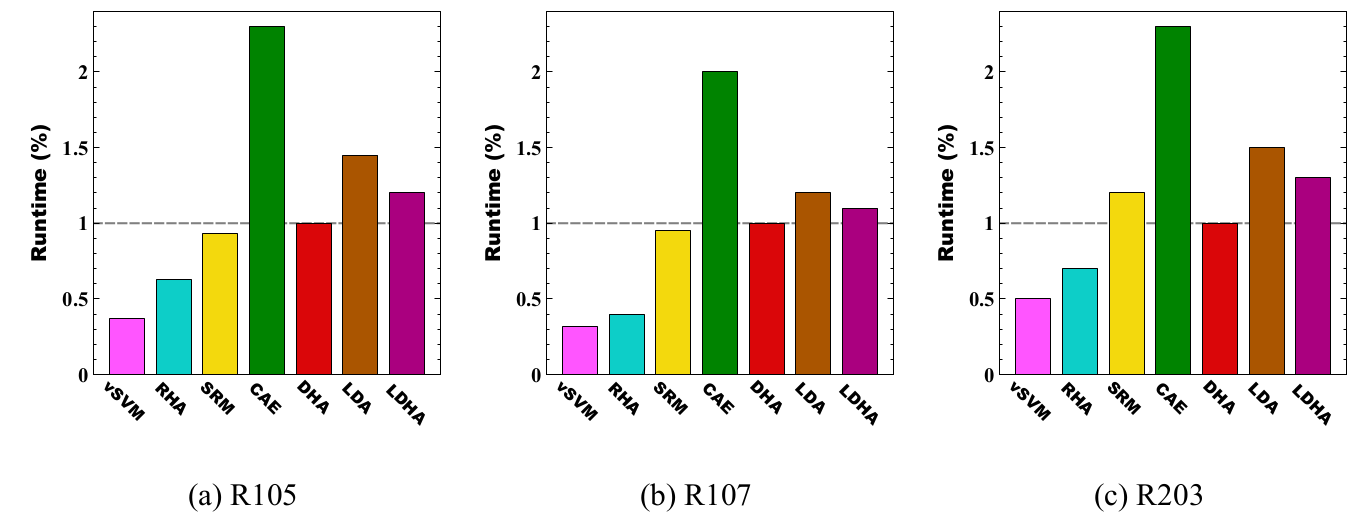 Runtime (%)
2
1.5
1
0.5
0
vSVM
RHA
SRM
CAE
DHA
LDA
LDHA
(a) R105
Runtime (%)
2
1.5
1
0.5
0
vSVM
RHA
SRM
CAE
DHA
LDA
LDHA
(b) R107
Runtime (%)
2
1.5
1
0.5
0
vSVM
RHA
SRM
CAE
DHA
LDA
LDHA
(c) R203